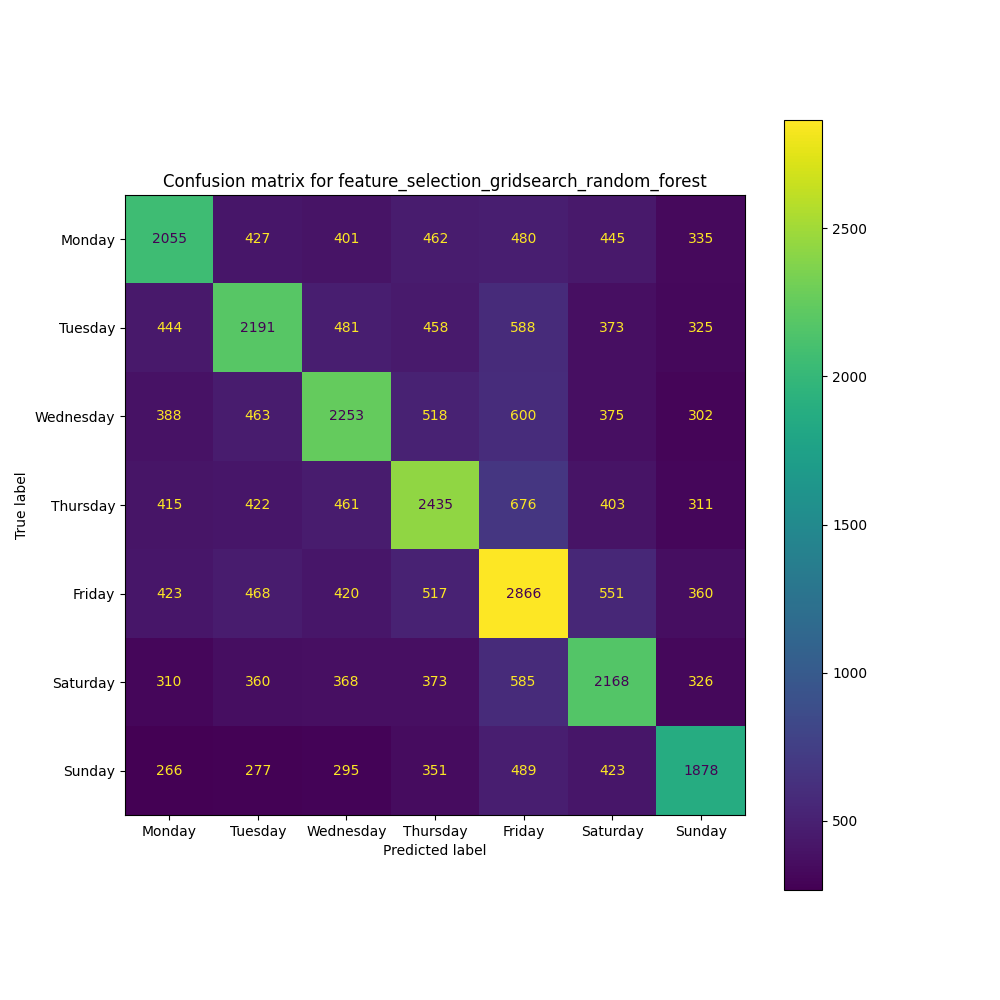 Confusion matrix for feature_selection_gridsearch_random_forest
Monday 2055 427 401 462 480 445 335
Tuesday 444 2191 481 458 588 373 325
Wednesday 388 463 2253 518 600 375 302
Thursday 415 422 461 2435 676 403 311
Friday 423 468 420 517 2866 551 360
Saturday 310 360 368 373 585 2168 326
Sunday 266 277 295 351 489 423 1878
Monday Tuesday Wednesday Thursday Friday Saturday Sunday
Predicted label
True label
2500
2000
1500
1000
500